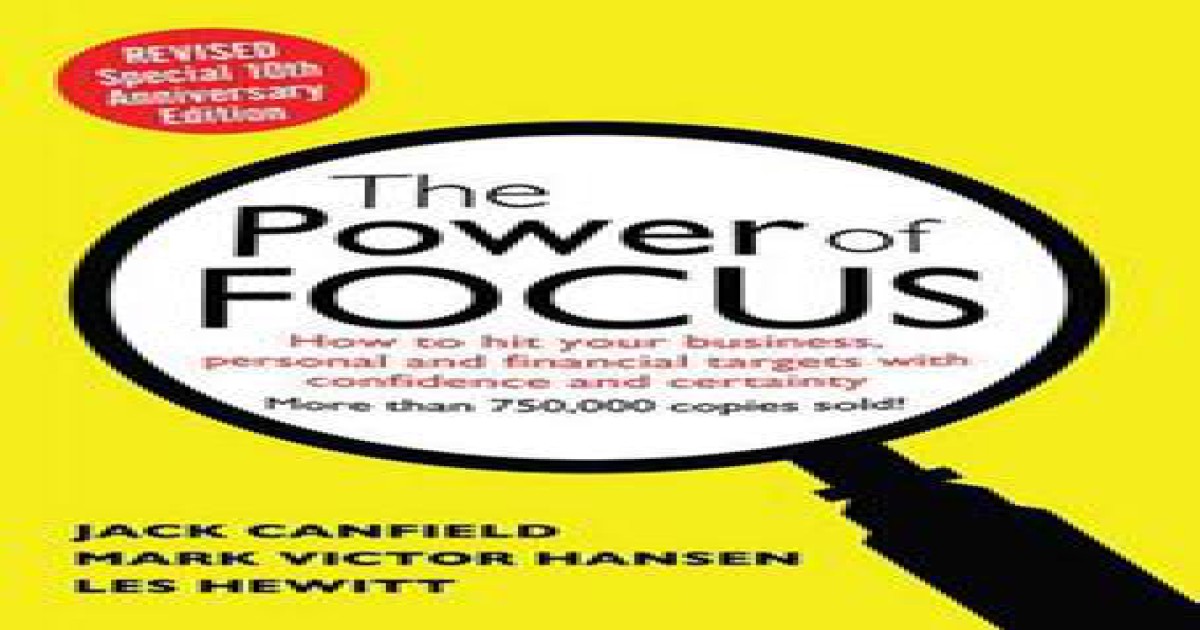 REVISED
Special 10th
Anniversary
Edition
The
Power of
FOCUS
How to hit your business,
personal and financial targets with
confidence and certainty
More than 750,000 copies sold!
JACK CANFIELD
MARK VICTOR HANSEN
LES HEWITT